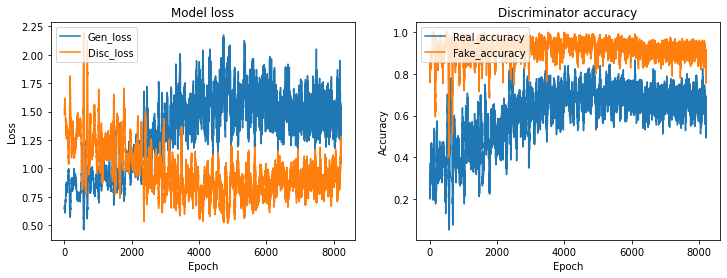 Model loss
Gen_loss
Disc_loss
2.25
2.00
1.75
1.50
1.25
1.00
0.75
0.50
Loss
0
2000
4000
6000
8000
Epoch
Discriminator accuracy
Real_accuracy
Fake_accuracy
1.0
0.8
0.6
0.4
0.2
Accuracy
0
2000
4000
6000
8000
Epoch